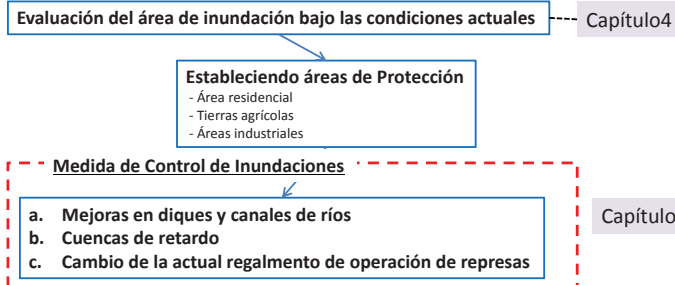 Evaluación del área de inundación bajo las condiciones actuales
Capítulo4
Estableciendo áreas de Protección
- Área residencial
- Tierras agrícolas
- Áreas industriales
Medida de Control de Inundaciones
a. Mejoras en diques y canales de ríos
b. Cuencas de retardo
c. Cambio de la actual regalmento de operación de represas
Capítulo